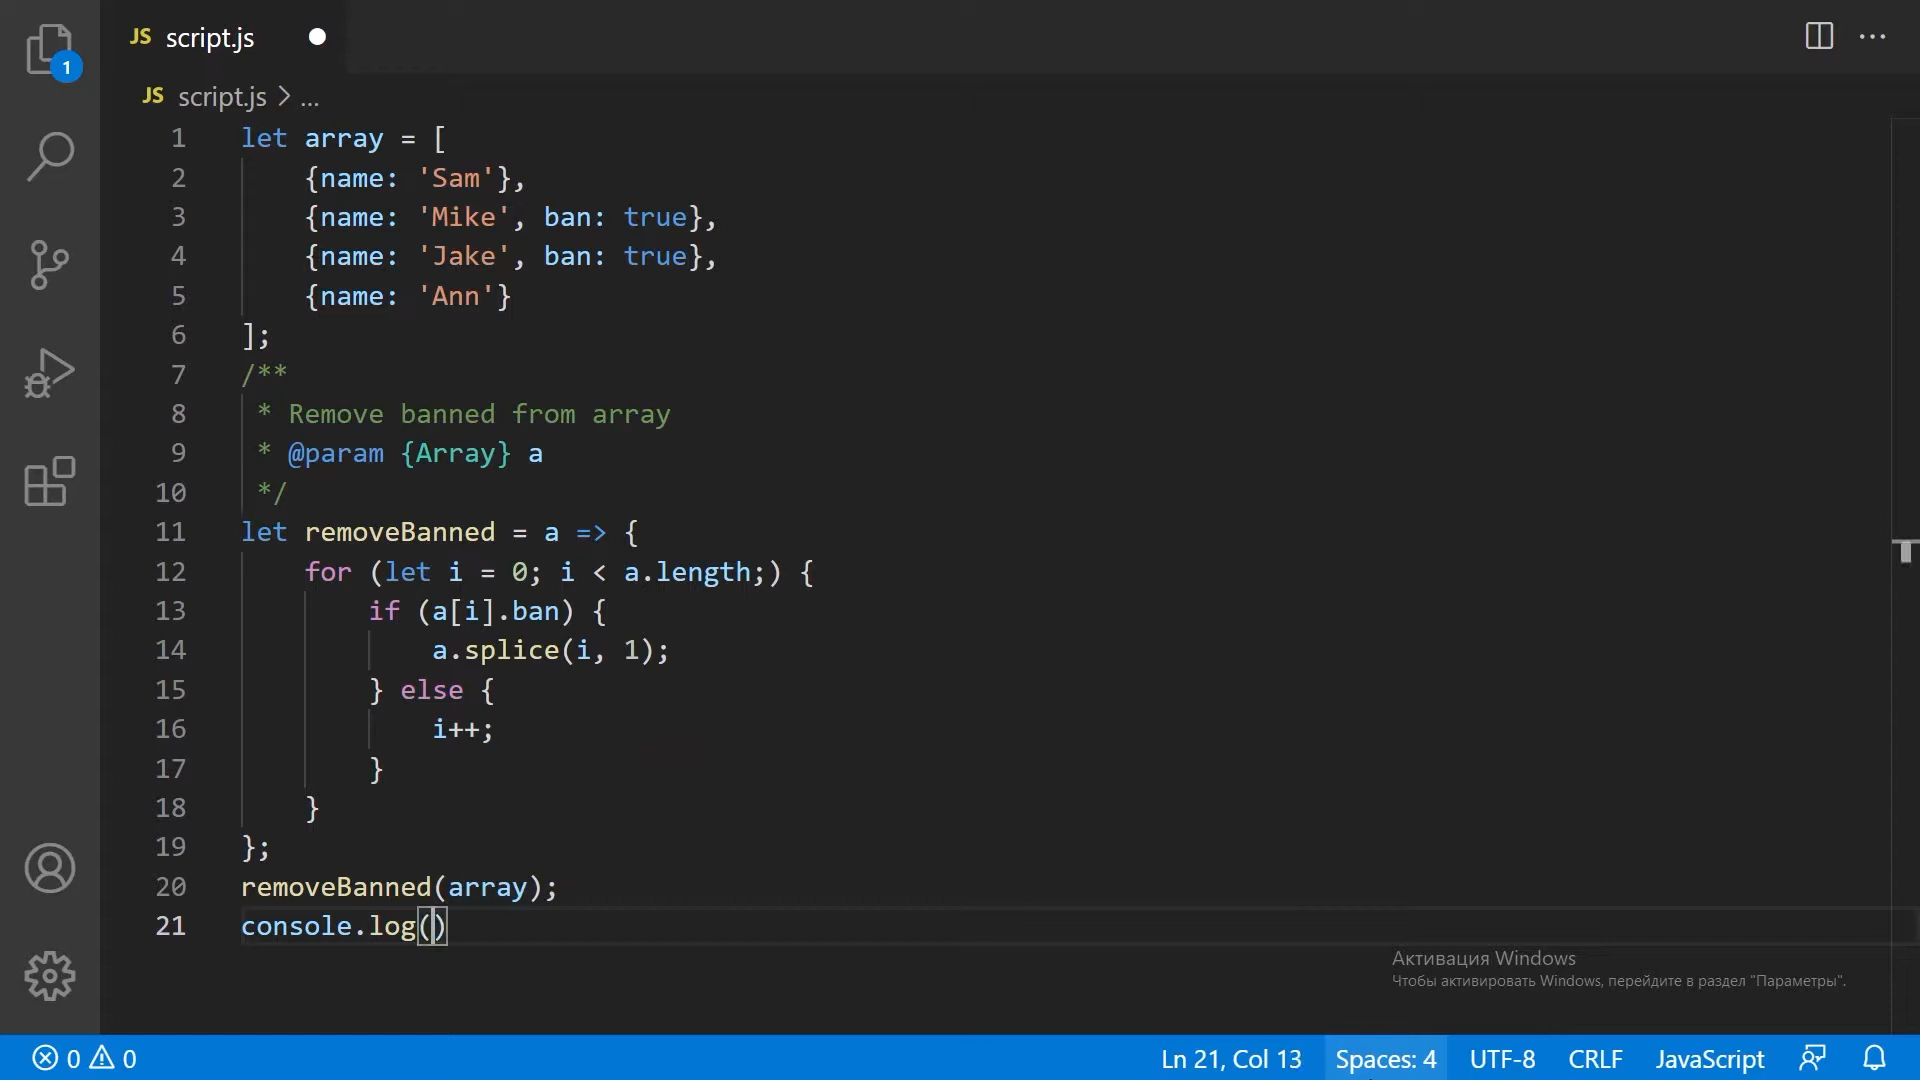 JS script.js
1
JS script.js > ...
1 let array = [
2     {name: 'Sam'},
3     {name: 'Mike', ban: true},
4     {name: 'Jake', ban: true},
5     {name: 'Ann'}
6 ];
7 /**
8  * Remove banned from array
9  * @param {Array} a
10  */
11 let removeBanned = a => {
12     for (let i = 0; i < a.length;) {
13         if (a[i].ban) {
14             a.splice(i, 1);
15         } else {
16             i++;
17         }
18     }
19 };
20 removeBanned(array);
21 console.log()
Активация Windows
Чтобы активировать Windows, перейдите в раздел "Параметры".
0 0 Ln 21, Col 13 Spaces: 4 UTF-8 CRLF JavaScript